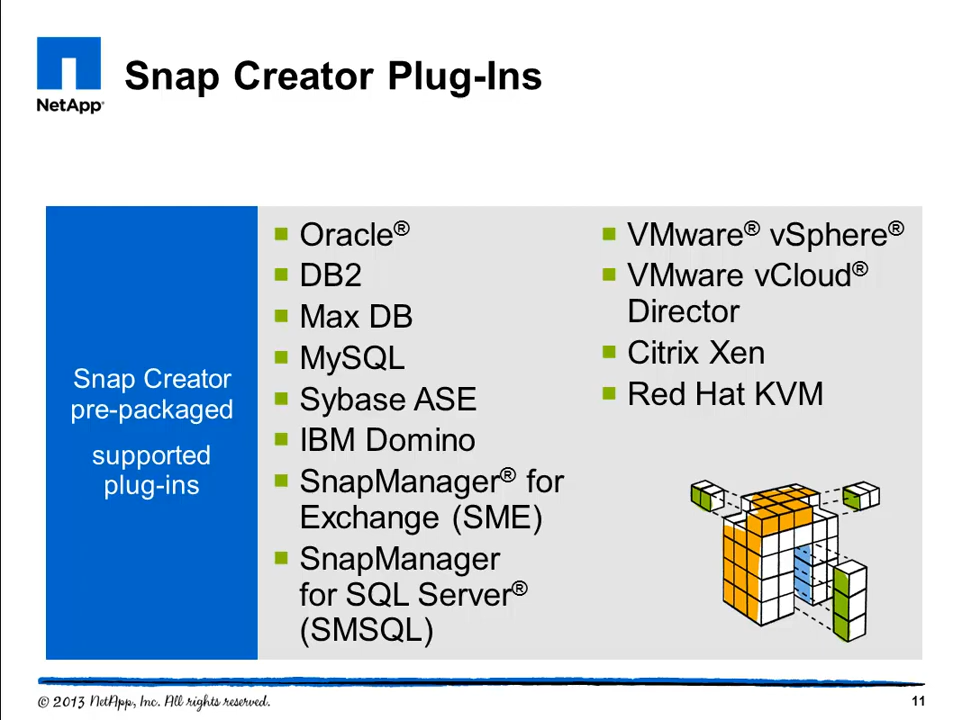 NetApp®
Snap Creator Plug-Ins
Snap Creator
pre-packaged
supported
plug-ins
Oracle®
DB2
Max DB
MySQL
Sybase ASE
IBM Domino
SnapManager® for
Exchange (SME)
SnapManager
for SQL Server®
(SMSQL)
VMware® vSphere®
VMware vCloud®
Director
Citrix Xen
Red Hat KVM
© 2013 NetApp, Inc. All rights reserved.
11